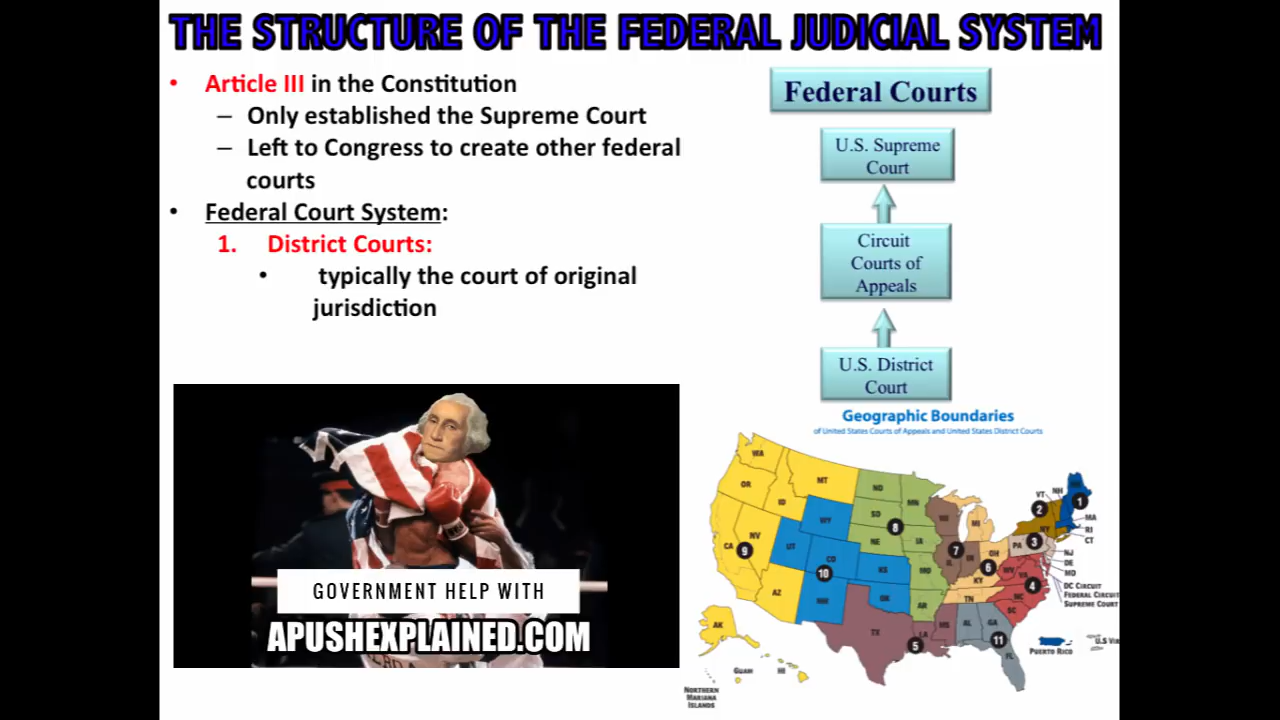 THE STRUCTURE OF THE FEDERAL JUDICIAL SYSTEM
• Article III in the Constitution
– Only established the Supreme Court
– Left to Congress to create other federal
courts
• Federal Court System:
1. District Courts:
• typically the court of original
jurisdiction
GOVERNMENT HELP WITH
APUSHEXPLAINED.COM
Federal Courts
U.S. Supreme
Court
Circuit
Courts of
Appeals
U.S. District
Court
Geographic Boundaries
of United States Courts of Appeals and United States District Courts
WA
OR
ID
MT
NV
CA
9
AZ
AK
HI
GUAM
NORTHERN
MARIANA
ISLANDS
WY
UT
CO
10
KS
NM
OK
ND
MN
SD
8
NE
IA
MO
AR
WI
7
IL
IN
MI
OH
6
KY
TN
TX
5
LA
MS
AL
GA
11
FL
WV
VA
4
NC
SC
PA
3
NY
2
VT
NH
ME
1
MA
RI
CT
NJ
DE
MD
DC CIRCUIT
FEDERAL CIRCUIT
SUPREME COURT
PUERTO RICO
U.S VIR